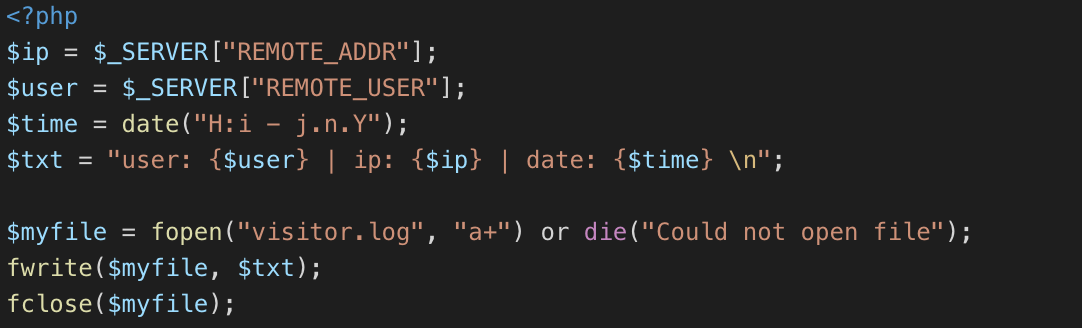 <?php
$ip = $_SERVER["REMOTE_ADDR"];
$user = $_SERVER["REMOTE_USER"];
$time = date("H:i - j.n.Y");
$txt = "user: {$user} | ip: {$ip} | date: {$time} \n";

$myfile = fopen("visitor.log", "a+") or die("Could not open file");
fwrite($myfile, $txt);
fclose($myfile);